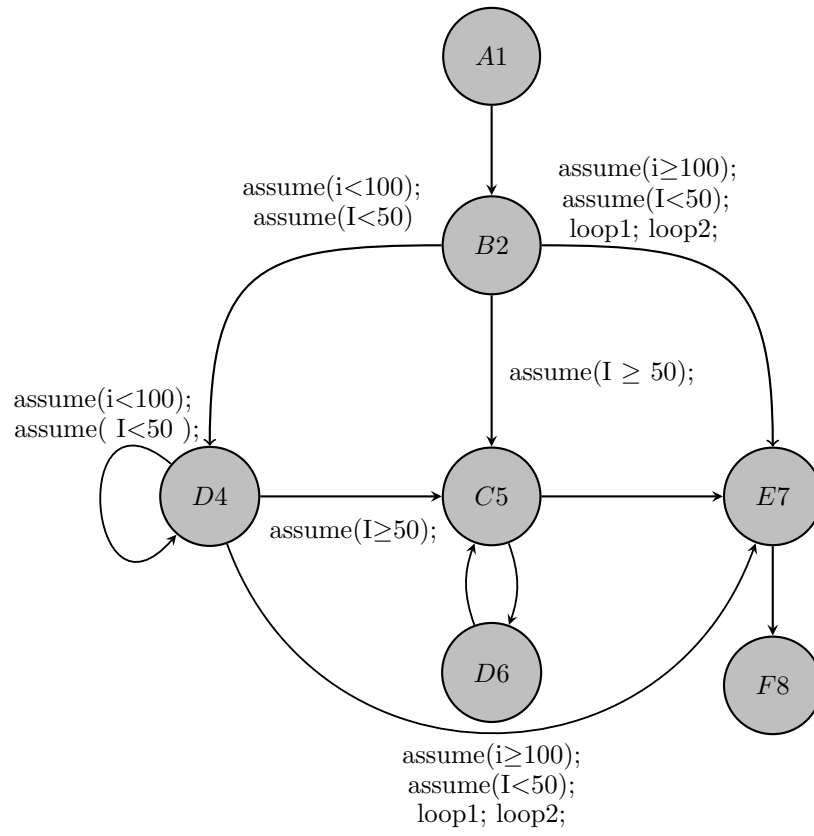 A1
assume(i≥100);
assume(I<50);
loop1; loop2;
assume(i<100);
assume(I<50)
B2
assume(I ≥ 50);
assume(i<100);
assume( I<50 );
D4
C5
E7
assume(I≥50);
D6
F8
assume(i≥100);
assume(I<50);
loop1; loop2;